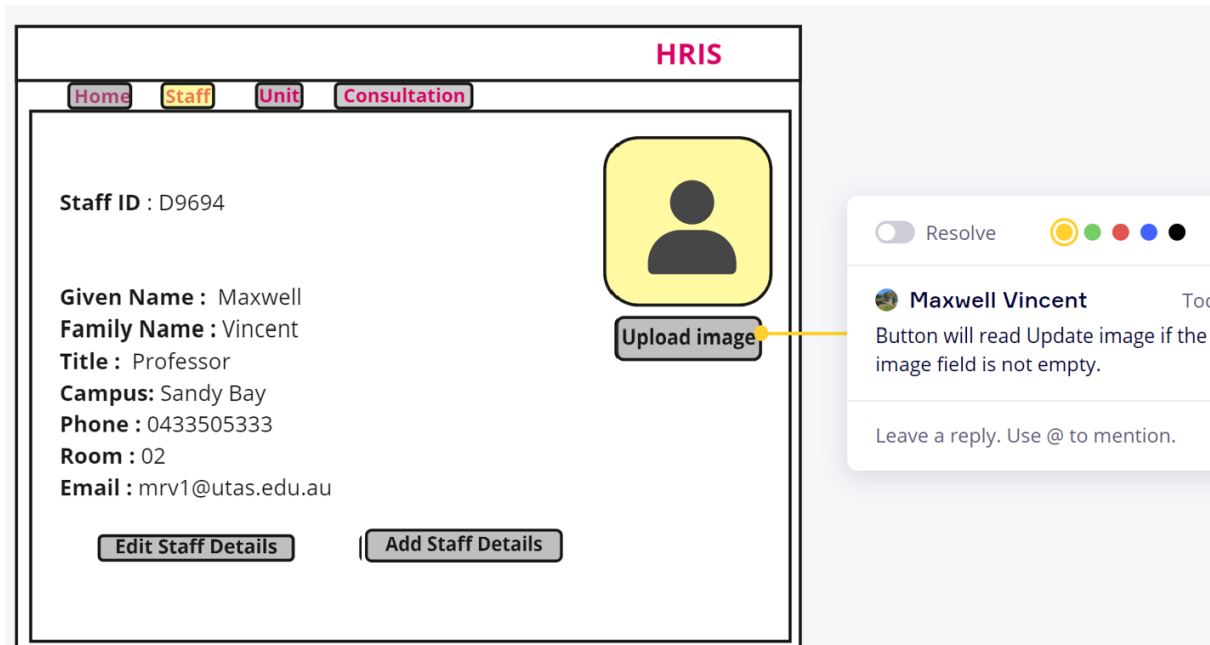 HRIS
Home Staff Unit Consultation
Staff ID : D9694
Given Name : Maxwell
Family Name : Vincent
Title : Professor
Campus: Sandy Bay
Phone : 0433505333
Room : 02
Email : mrv1@utas.edu.au
Edit Staff Details Add Staff Details
Upload image
Resolve
Maxwell Vincent
Button will read Update image if the
image field is not empty.
Leave a reply. Use @ to mention.